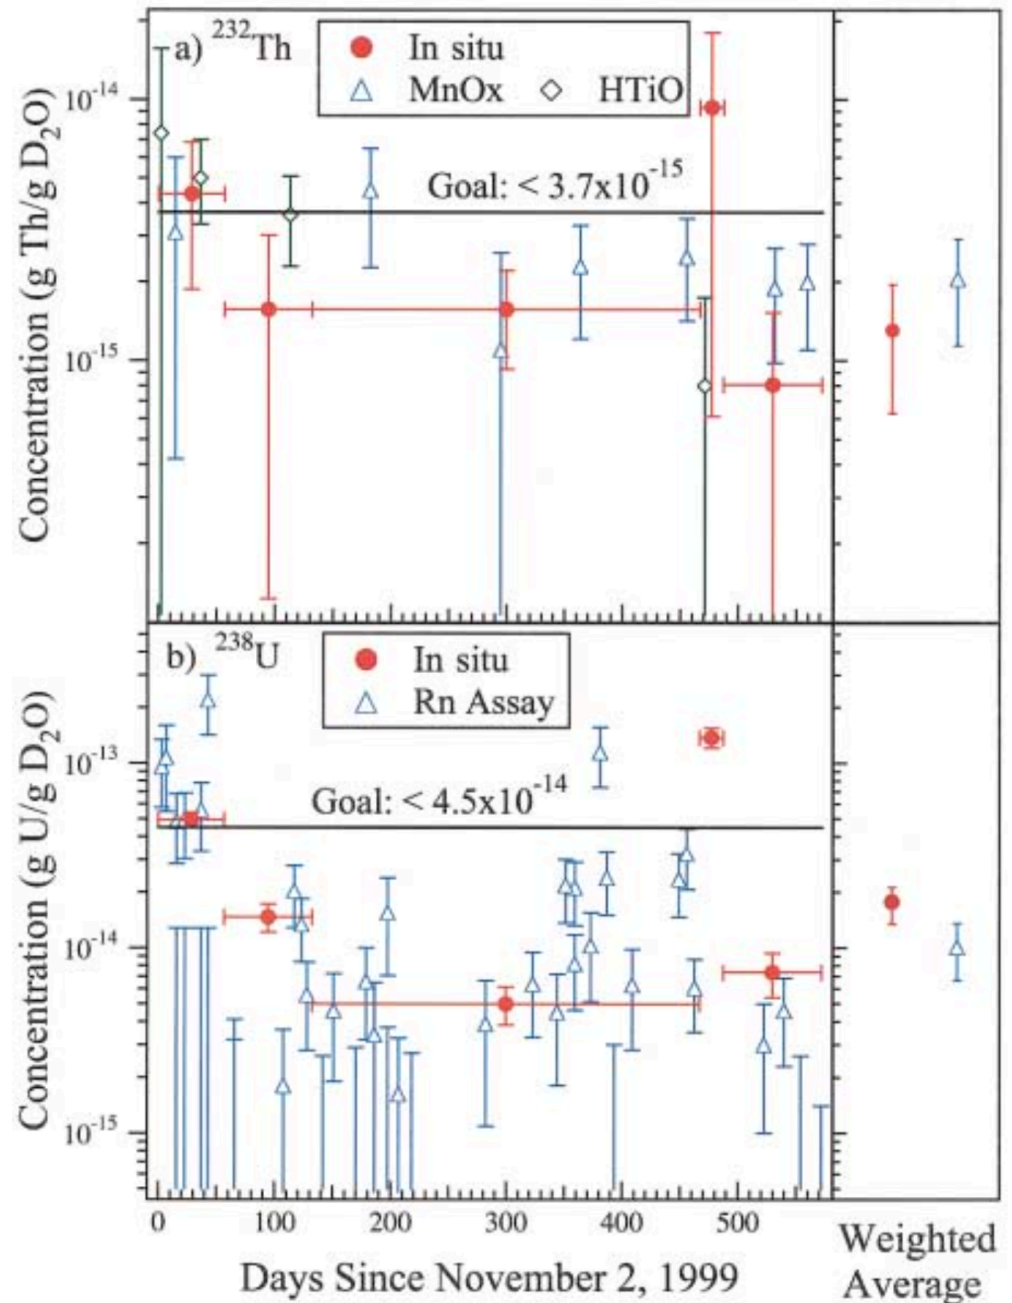 a) ²³²Th
In situ
MnOx HTiO
Goal: < 3.7x10⁻¹⁵
10⁻¹⁴
10⁻¹⁵
Concentration (g Th/g D₂O)
b) ²³⁸U
In situ
Rn Assay
Goal: < 4.5x10⁻¹⁴
10⁻¹³
10⁻¹⁴
10⁻¹⁵
Concentration (g U/g D₂O)
0 100 200 300 400 500
Days Since November 2, 1999
Weighted
Average